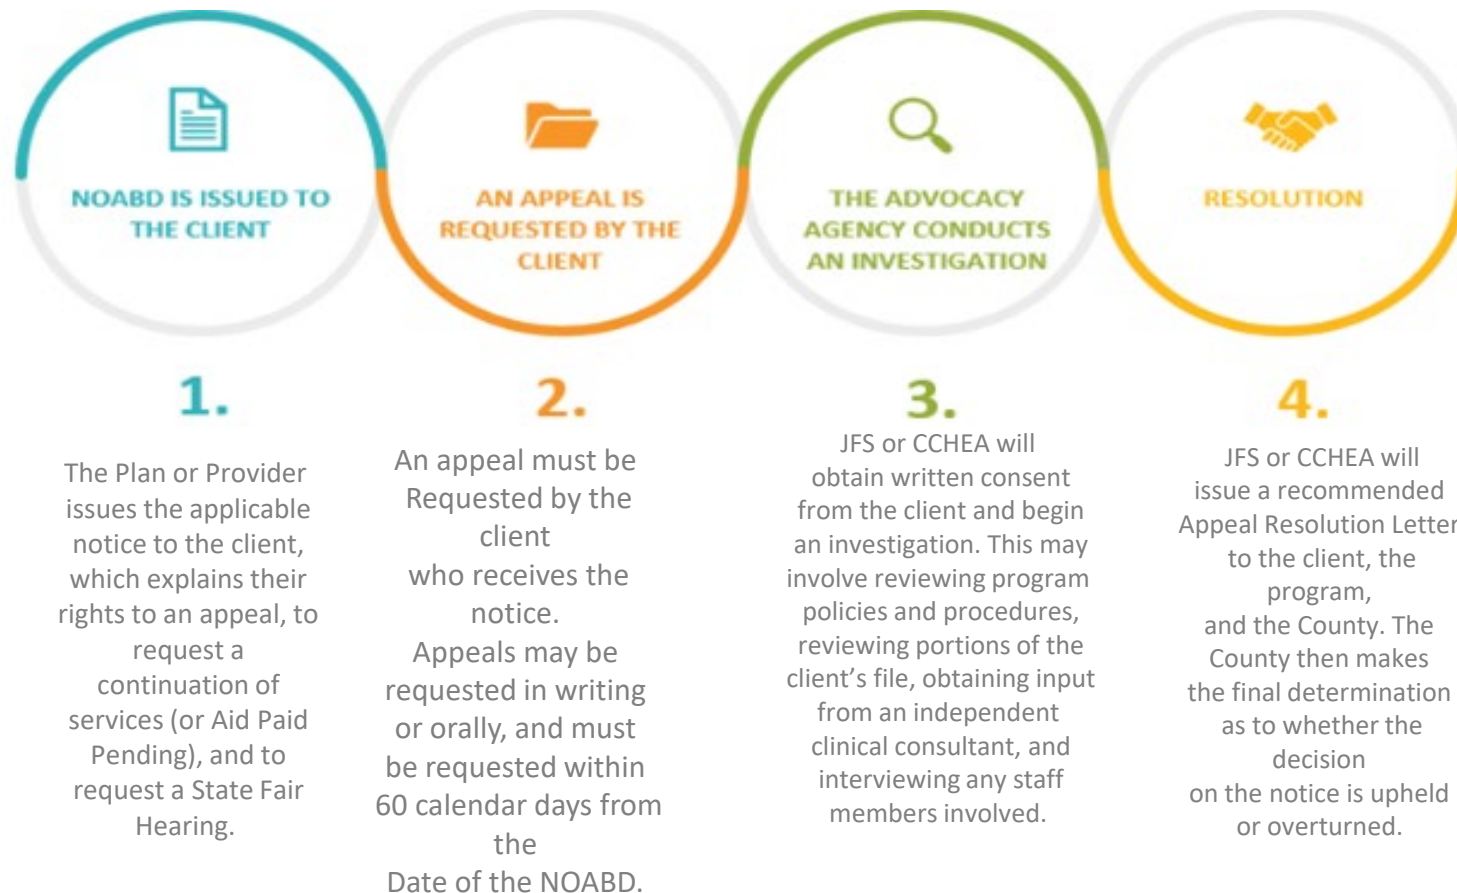 NOABD IS ISSUED TO
THE CLIENT
AN APPEAL IS
REQUESTED BY THE
CLIENT
THE ADVOCACY
AGENCY CONDUCTS
AN INVESTIGATION
RESOLUTION
1.
The Plan or Provider
issues the applicable
notice to the client,
which explains their
rights to an appeal, to
request a
continuation of
services (or Aid Paid
Pending), and to
request a State Fair
Hearing.
2.
An appeal must be
Requested by the
client
who receives the
notice.
Appeals may be
requested in writing
or orally, and must
be requested within
60 calendar days from
the
Date of the NOABD.
3.
JFS or CCHEA will
obtain written consent
from the client and begin
an investigation. This may
involve reviewing program
policies and procedures,
reviewing portions of the
client’s file, obtaining input
from an independent
clinical consultant, and
interviewing any staff
members involved.
4.
JFS or CCHEA will
issue a recommended
Appeal Resolution Letter
to the client, the
program,
and the County. The
County then makes
the final determination
as to whether the
decision
on the notice is upheld
or overturned.